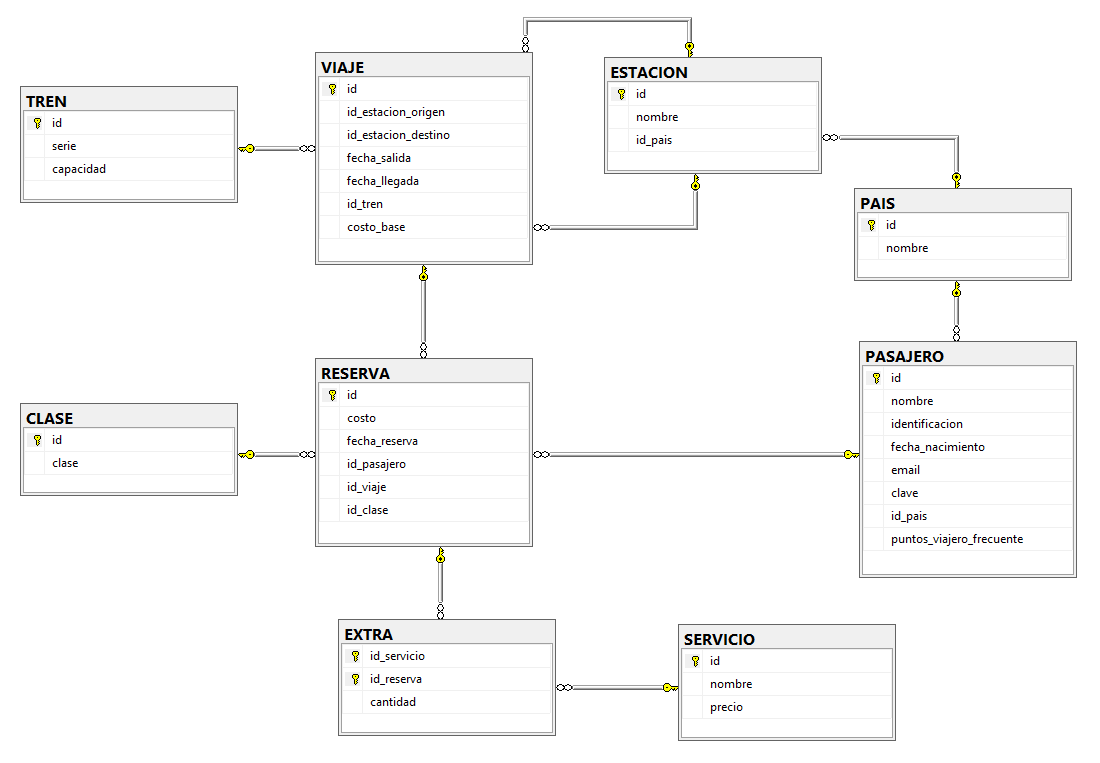 TREN
id
serie
capacidad
VIAJE
id
id_estacion_origen
id_estacion_destino
fecha_salida
fecha_llegada
id_tren
costo_base
ESTACION
id
nombre
id_pais
PAIS
id
nombre
CLASE
id
clase
RESERVA
id
costo
fecha_reserva
id_pasajero
id_viaje
id_clase
PASAJERO
id
nombre
identificacion
fecha_nacimiento
email
clave
id_pais
puntos_viajero_frecuente
EXTRA
id_servicio
id_reserva
cantidad
SERVICIO
id
nombre
precio